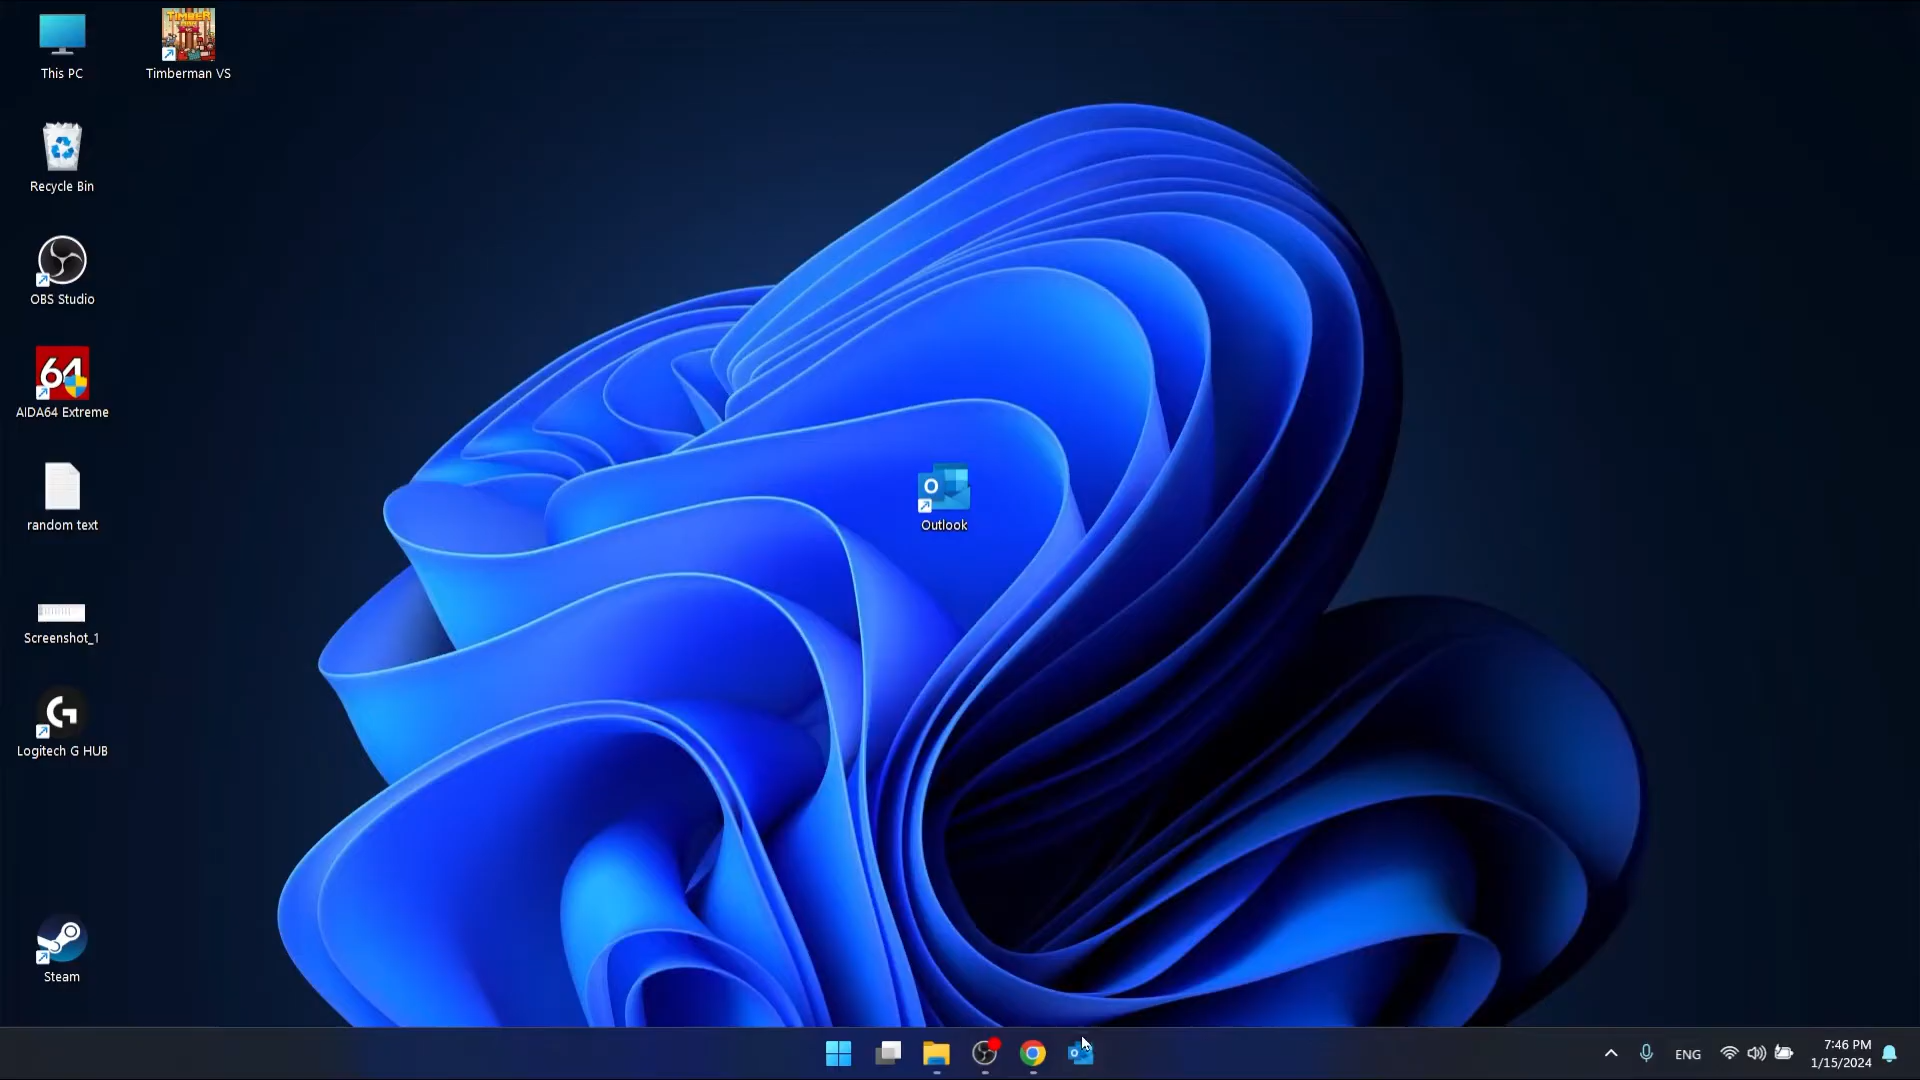 This PC
Timberman VS
Recycle Bin
OBS Studio
64
AIDA64 Extreme
random text
Screenshot_1
Logitech G HUB
Steam
Outlook
ENG
7:46 PM
1/15/2024